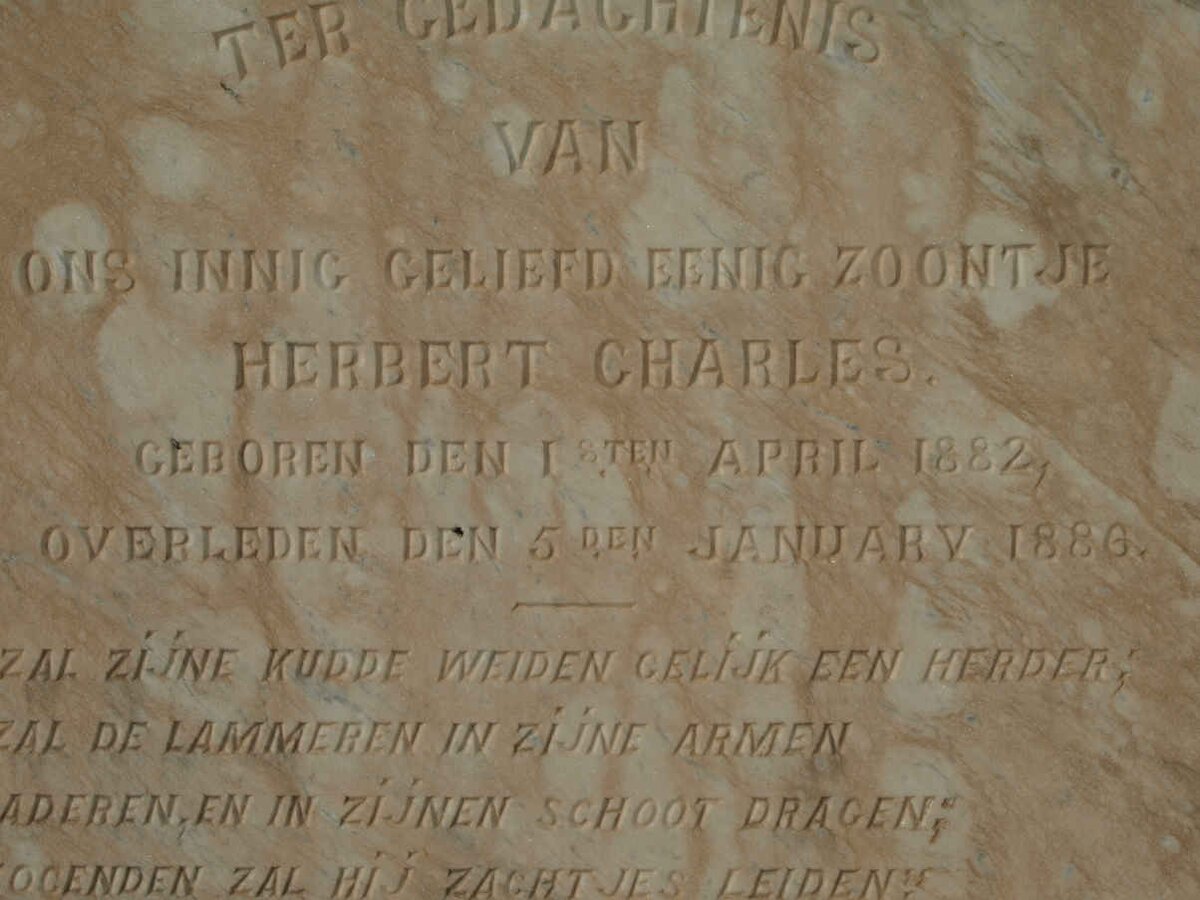 TER GEDACHTENIS
VAN
ONS INNIG GELIEFD EENIG ZOONTJE
HERBERT CHARLES.
GEBOREN DEN 1STEN APRIL 1882,
OVERLEDEN DEN 5DEN JANUARY 1886.
ZAL ZIJNE KUDDE WEIDEN GELIJK EEN HERDER;
ZAL DE LAMMEREN IN ZIJNE ARMEN
ADEREN, EN IN ZIJNEN SCHOOT DRAGEN;
ZOGENDEN ZAL HIJ ZACHTJES LEIDEN"